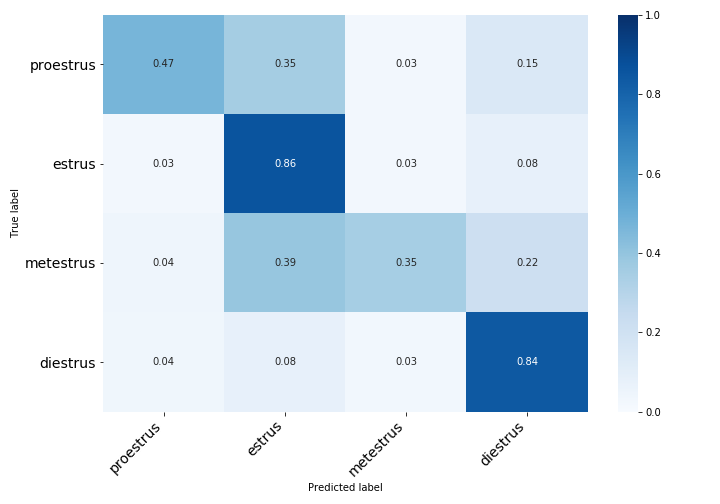 proestrus 0.47 0.35 0.03 0.15
estrus 0.03 0.86 0.03 0.08
metestrus 0.04 0.39 0.35 0.22
diestrus 0.04 0.08 0.03 0.84
proestrus estrus metestrus diestrus
True label
Predicted label
1.0
0.8
0.6
0.4
0.2
0.0